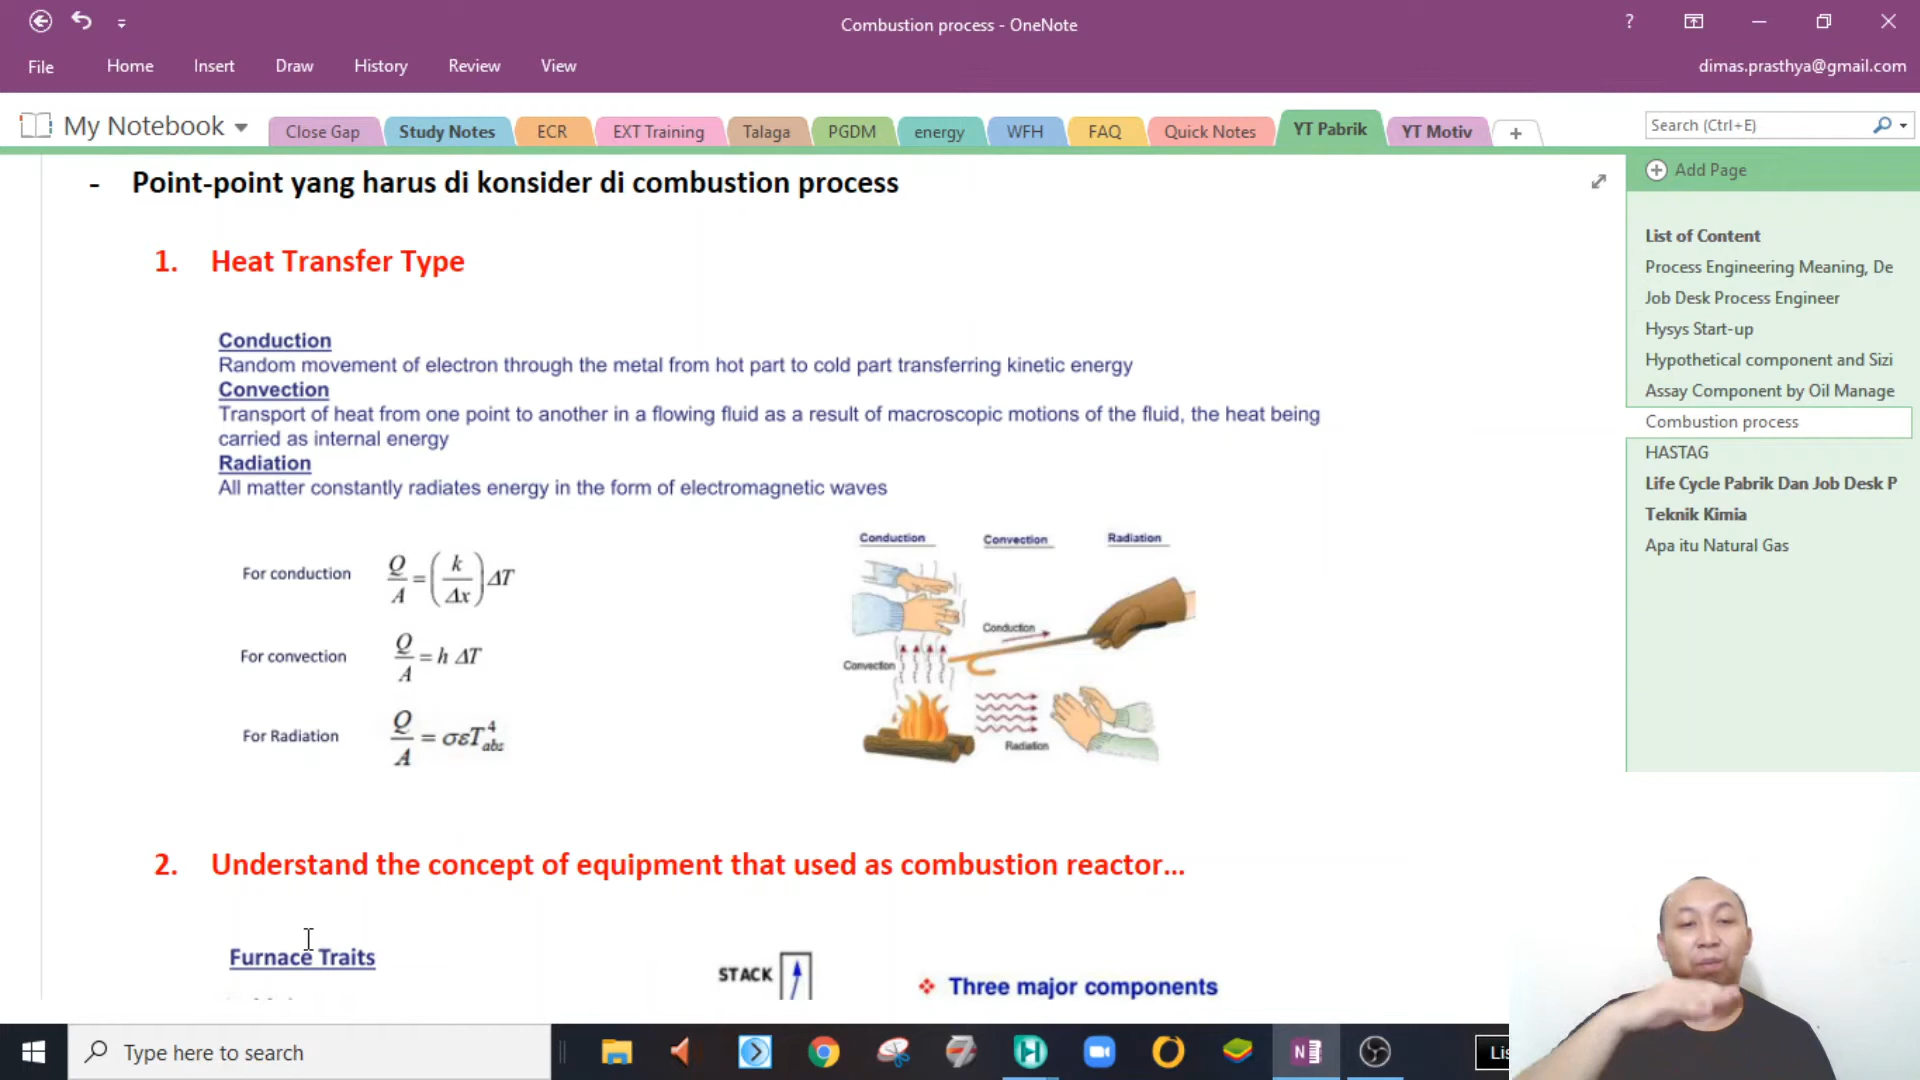 Combustion process - OneNote
?
File
Home
Insert
Draw
History
Review
View
dimas.prasthya@gmail.com
My Notebook
Close Gap
Study Notes
ECR
EXT Training
Talaga
PGDM
energy
WFH
FAQ
Quick Notes
YT Pabrik
YT Motiv
+
Search (Ctrl+E)
- Point-point yang harus di konsider di combustion process
1. Heat Transfer Type
Conduction
Random movement of electron through the metal from hot part to cold part transferring kinetic energy
Convection
Transport of heat from one point to another in a flowing fluid as a result of macroscopic motions of the fluid, the heat being
carried as internal energy
Radiation
All matter constantly radiates energy in the form of electromagnetic waves
For conduction Q/A = (k/Δx) ΔT
For convection Q/A = h ΔT
For Radiation Q/A = σεT⁴abs
Conduction
Convection
Radiation
Conduction
Convection
Radiation
2. Understand the concept of equipment that used as combustion reactor...
Furnace Traits
STACK
Three major components
Add Page
List of Content
Process Engineering Meaning, De
Job Desk Process Engineer
Hysys Start-up
Hypothetical component and Sizi
Assay Component by Oil Manage
Combustion process
HASTAG
Life Cycle Pabrik Dan Job Desk P
Teknik Kimia
Apa itu Natural Gas
Type here to search